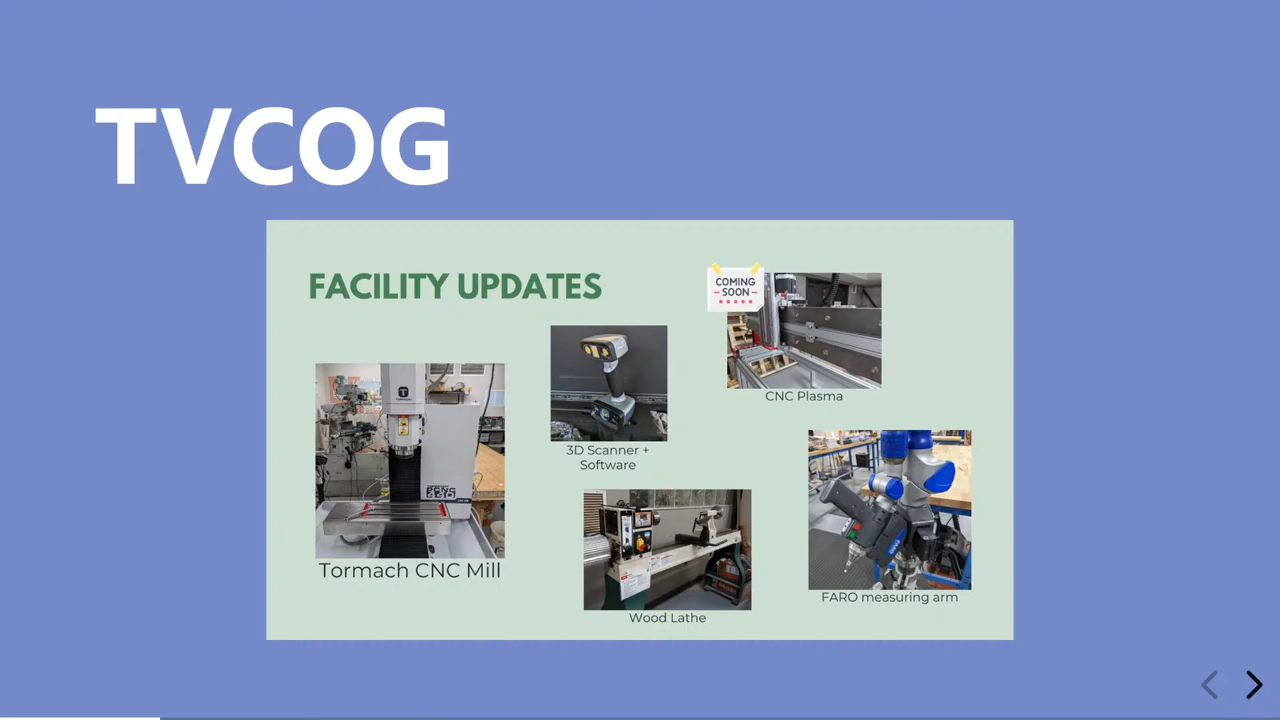 TVCOG
FACILITY UPDATES
COMING
SOON
CNC Plasma
3D Scanner +
Software
Tormach CNC Mill
Wood Lathe
FARO measuring arm